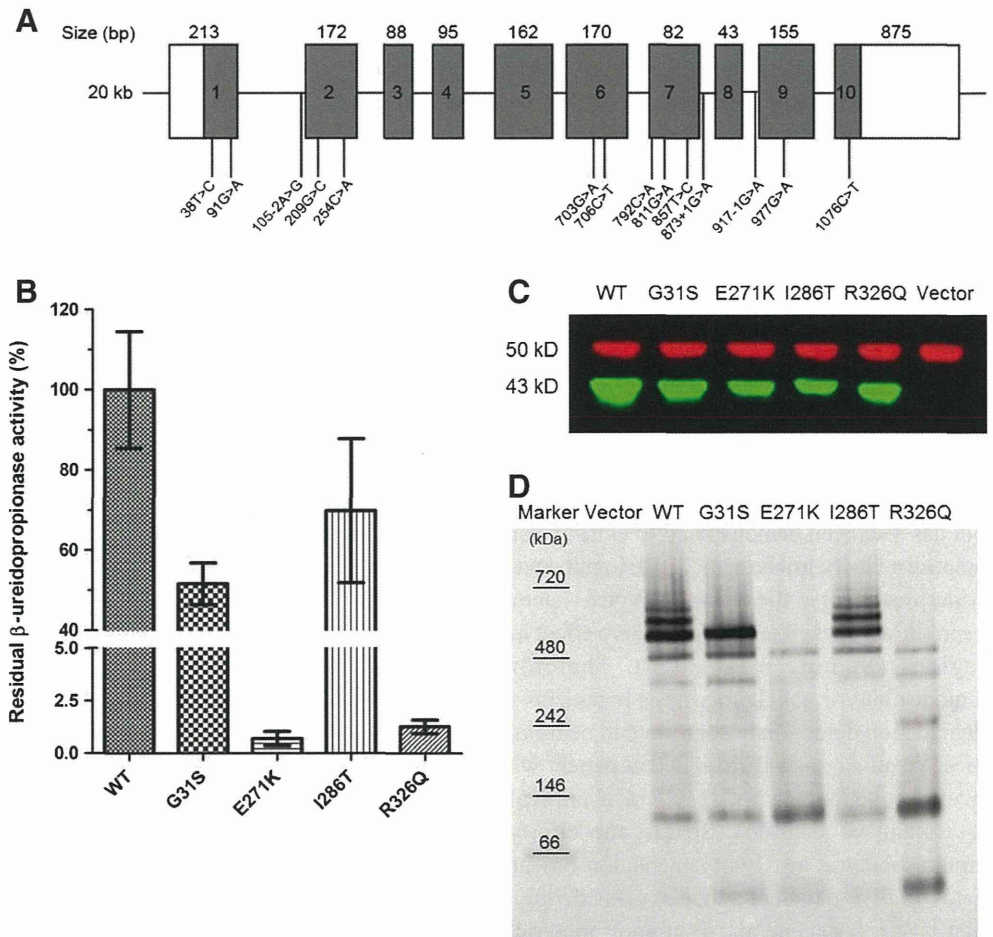 A
Size (bp) 213 172 88 95 162 170 82 43 155 875
20 kb 1 2 3 4 5 6 7 8 9 10
38T>C 91G>A 105-2A>G 209G>C 254C>A 703G>A 706C>T 792C>A 811G>A 857T>C 873+1G>A 917-1G>A 977G>A 1076C>T
B
Residual β-ureidopropionase activity (%)
120
100
80
60
40
5.0
2.5
0.0
WT G31S E271K I286T R326Q
C
WT G31S E271K I286T R326Q Vector
50 kD
43 kD
D
Marker Vector WT G31S E271K I286T R326Q
(kDa)
720
480
242
146
66